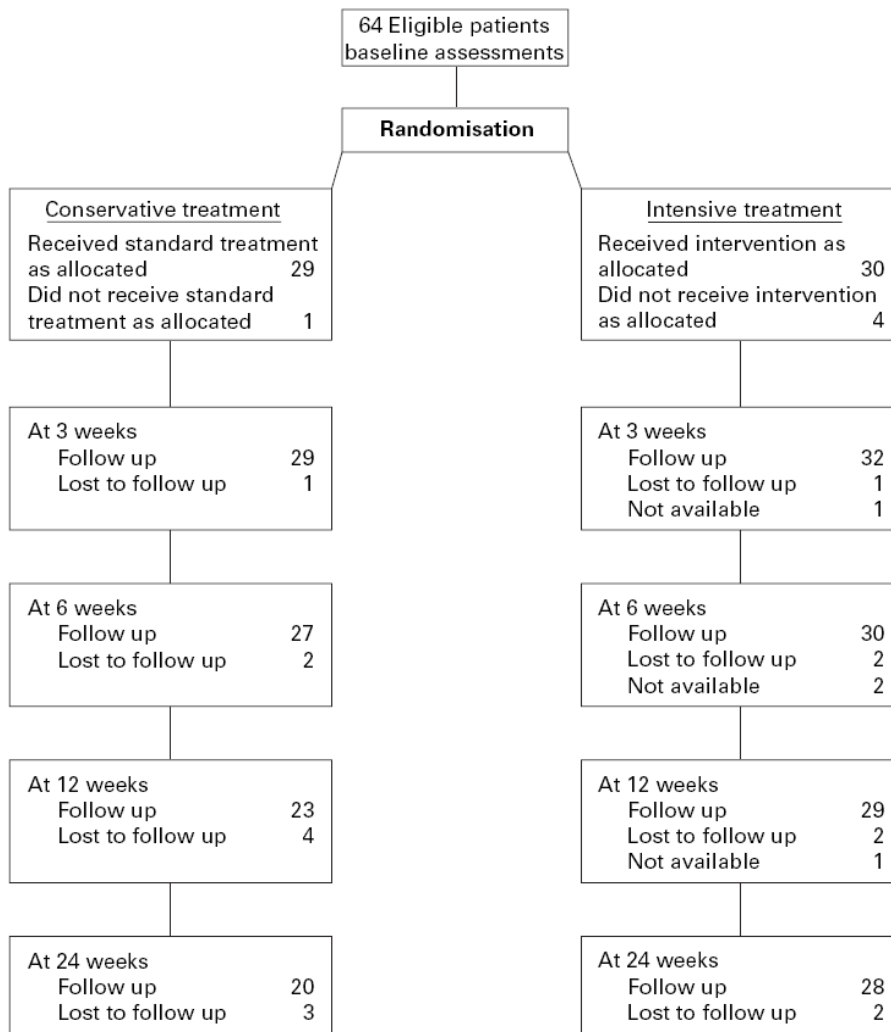 64 Eligible patients
baseline assessments
Randomisation
Conservative treatment
Received standard treatment
as allocated 29
Did not receive standard
treatment as allocated 1
Intensive treatment
Received intervention as
allocated 30
Did not receive intervention
as allocated 4
At 3 weeks
Follow up 29
Lost to follow up 1
At 3 weeks
Follow up 32
Lost to follow up 1
Not available 1
At 6 weeks
Follow up 27
Lost to follow up 2
At 6 weeks
Follow up 30
Lost to follow up 2
Not available 2
At 12 weeks
Follow up 23
Lost to follow up 4
At 12 weeks
Follow up 29
Lost to follow up 2
Not available 1
At 24 weeks
Follow up 20
Lost to follow up 3
At 24 weeks
Follow up 28
Lost to follow up 2